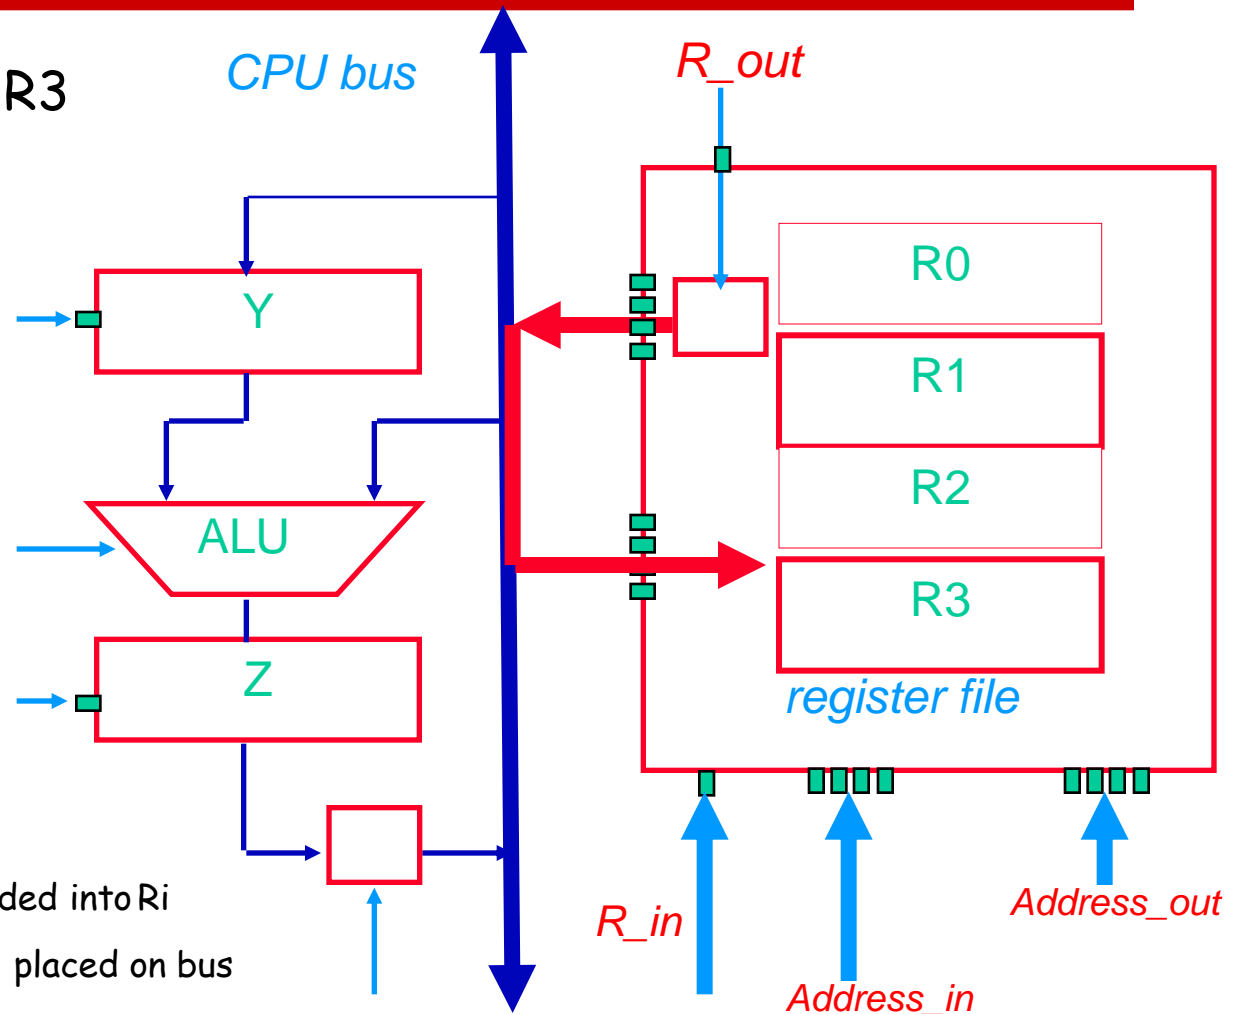 R3
CPU bus
R_out
Y
ALU
Z
R0
R1
R2
R3
register file
ded into Ri
placed on bus
R_in
Address_in
Address_out